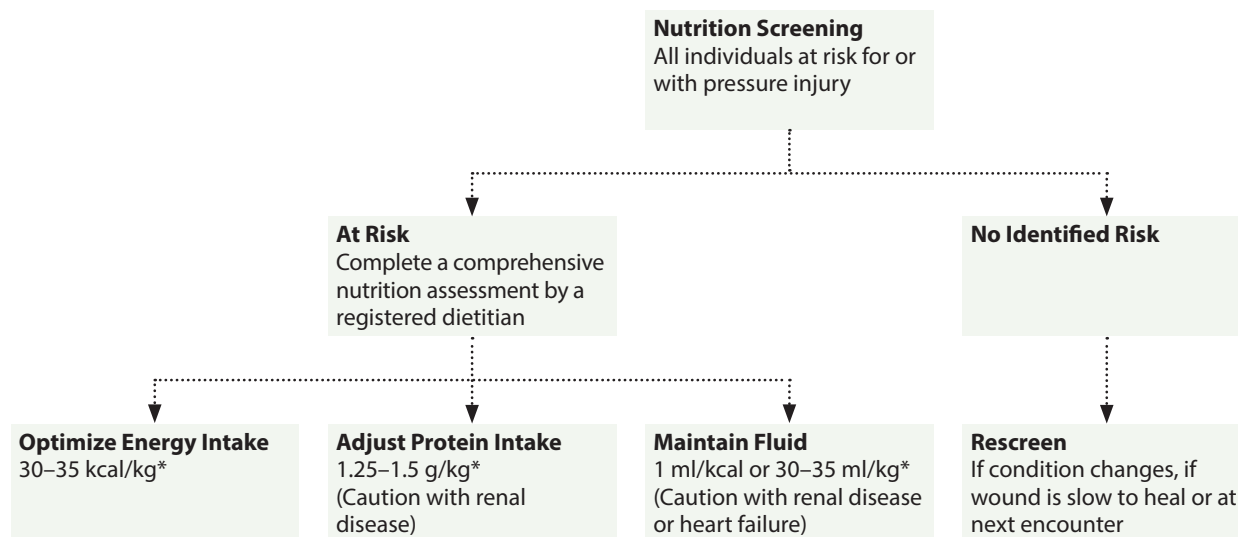 Nutrition Screening
All individuals at risk for or
with pressure injury
At Risk
Complete a comprehensive
nutrition assessment by a
registered dietitian
No Identified Risk
Optimize Energy Intake
30–35 kcal/kg*
Adjust Protein Intake
1.25–1.5 g/kg*
(Caution with renal
disease)
Maintain Fluid
1 ml/kcal or 30–35 ml/kg*
(Caution with renal disease
or heart failure)
Rescreen
If condition changes, if
wound is slow to heal or at
next encounter